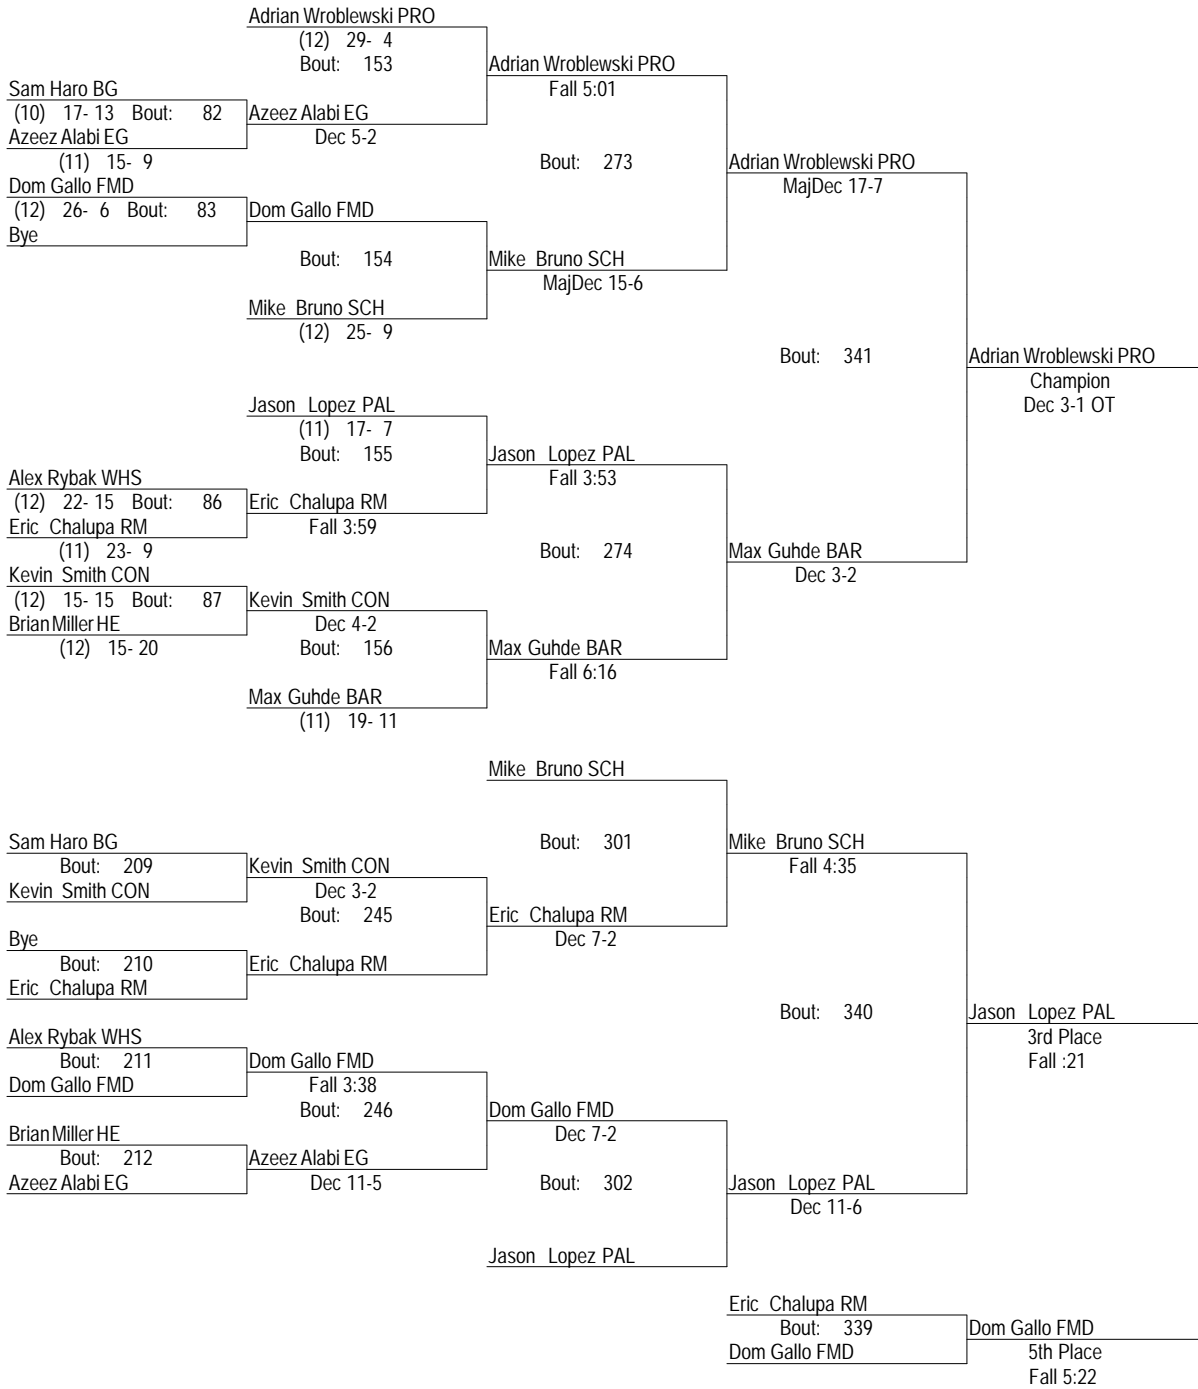 Adrian Wroblewski PRO
(12) 29- 4
Bout: 153
Adrian Wroblewski PRO
Fall 5:01
Sam Haro BG
(10) 17- 13 Bout: 82
Azeez Alabi EG
Azeez Alabi EG
Dec 5-2
(11) 15- 9
Bout: 273
Adrian Wroblewski PRO
MajDec 17-7
Dom Gallo FMD
(12) 26- 6 Bout: 83
Dom Gallo FMD
Bye
Bout: 154
Mike Bruno SCH
MajDec 15-6
Mike Bruno SCH
(12) 25- 9
Bout: 341
Adrian Wroblewski PRO
Champion
Dec 3-1 OT
Jason Lopez PAL
(11) 17- 7
Bout: 155
Jason Lopez PAL
Fall 3:53
Alex Rybak WHS
(12) 22- 15 Bout: 86
Eric Chalupa RM
Eric Chalupa RM
Fall 3:59
(11) 23- 9
Bout: 274
Max Guhde BAR
Dec 3-2
Kevin Smith CON
(12) 15- 15 Bout: 87
Kevin Smith CON
Brian Miller HE
Dec 4-2
(12) 15- 20
Bout: 156
Max Guhde BAR
Fall 6:16
Max Guhde BAR
(11) 19- 11
Mike Bruno SCH
Bout: 301
Mike Bruno SCH
Fall 4:35
Sam Haro BG
Bout: 209
Kevin Smith CON
Kevin Smith CON
Dec 3-2
Bout: 245
Eric Chalupa RM
Dec 7-2
Bye
Bout: 210
Eric Chalupa RM
Eric Chalupa RM
Bout: 340
Jason Lopez PAL
3rd Place
Fall :21
Alex Rybak WHS
Bout: 211
Dom Gallo FMD
Dom Gallo FMD
Fall 3:38
Bout: 246
Dom Gallo FMD
Dec 7-2
Brian Miller HE
Bout: 212
Azeez Alabi EG
Azeez Alabi EG
Dec 11-5
Bout: 302
Jason Lopez PAL
Dec 11-6
Jason Lopez PAL
Eric Chalupa RM
Bout: 339
Dom Gallo FMD
Dom Gallo FMD
5th Place
Fall 5:22